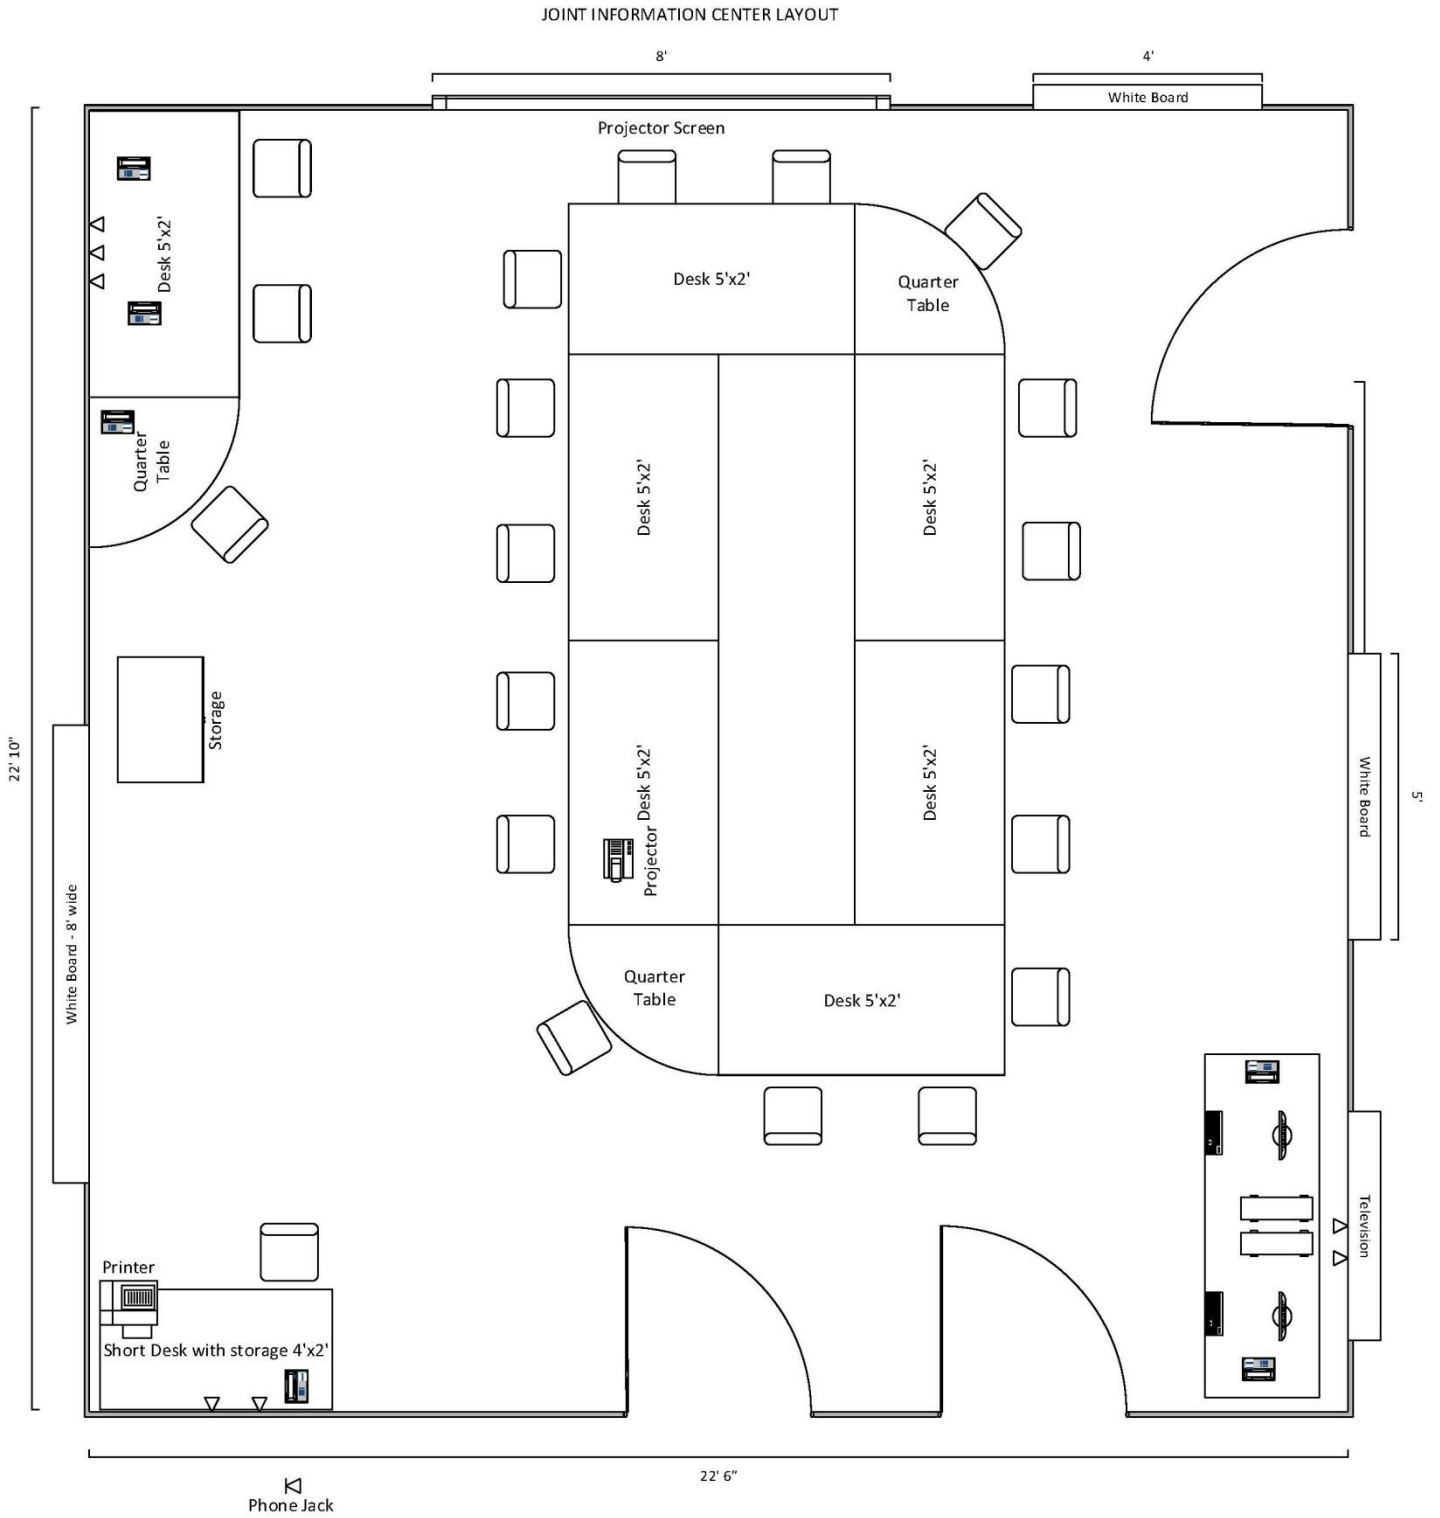 JOINT INFORMATION CENTER LAYOUT
8'
4'
White Board
Projector Screen
Desk 5'x2'
Desk 5'x2'
Quarter
Table
Quarter
Table
Desk 5'x2'
Desk 5'x2'
Storage
22' 10"
Desk 5'x2'
Projector
Desk 5'x2'
White Board
5'
White Board - 8' wide
Quarter
Table
Desk 5'x2'
Television
Printer
Short Desk with storage 4'x2'
22' 6"
Phone Jack